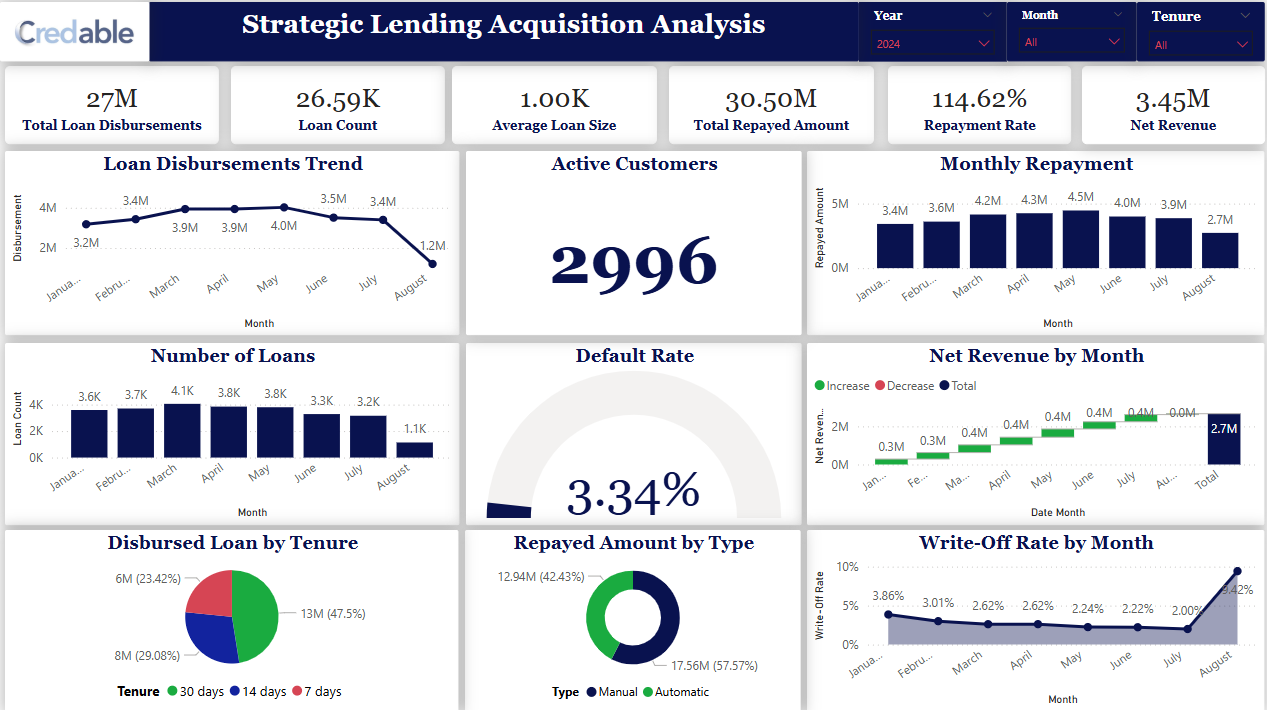 Credable
Strategic Lending Acquisition Analysis
Year
2024
Month
All
Tenure
All
27M
Total Loan Disbursements
26.59K
Loan Count
1.00K
Average Loan Size
30.50M
Total Repayed Amount
114.62%
Repayment Rate
3.45M
Net Revenue
Loan Disbursements Trend
Disbursement
4M
2M
3.2M
3.4M
3.9M
3.9M
4.0M
3.5M
3.4M
1.2M
Janua...
Febru...
March
April
May
June
July
August
Month
Active Customers
2996
Monthly Repayment
Repayed Amount
5M
0M
3.4M
3.6M
4.2M
4.3M
4.5M
4.0M
3.9M
2.7M
Janua...
Febru...
March
April
May
June
July
August
Month
Number of Loans
Loan Count
4K
2K
0K
3.6K
3.7K
4.1K
3.8K
3.8K
3.3K
3.2K
1.1K
Janua...
Febru...
March
April
May
June
July
August
Month
Default Rate
3.34%
Net Revenue by Month
Increase Decrease Total
Net Reven...
2M
0M
0.3M
0.3M
0.4M
0.4M
0.4M
0.4M
0.4M
-0.0M
2.7M
Jan...
Fe...
Ma...
April
May
June
July
Au...
Total
Date Month
Disbursed Loan by Tenure
6M (23.42%)
13M (47.5%)
8M (29.08%)
Tenure 30 days 14 days 7 days
Repayed Amount by Type
12.94M (42.43%)
17.56M (57.57%)
Type Manual Automatic
Write-Off Rate by Month
Write-Off Rate
10%
5%
0%
3.86%
3.01%
2.62%
2.62%
2.24%
2.22%
2.00%
9.42%
Janua...
Febru...
March
April
May
June
July
August
Month